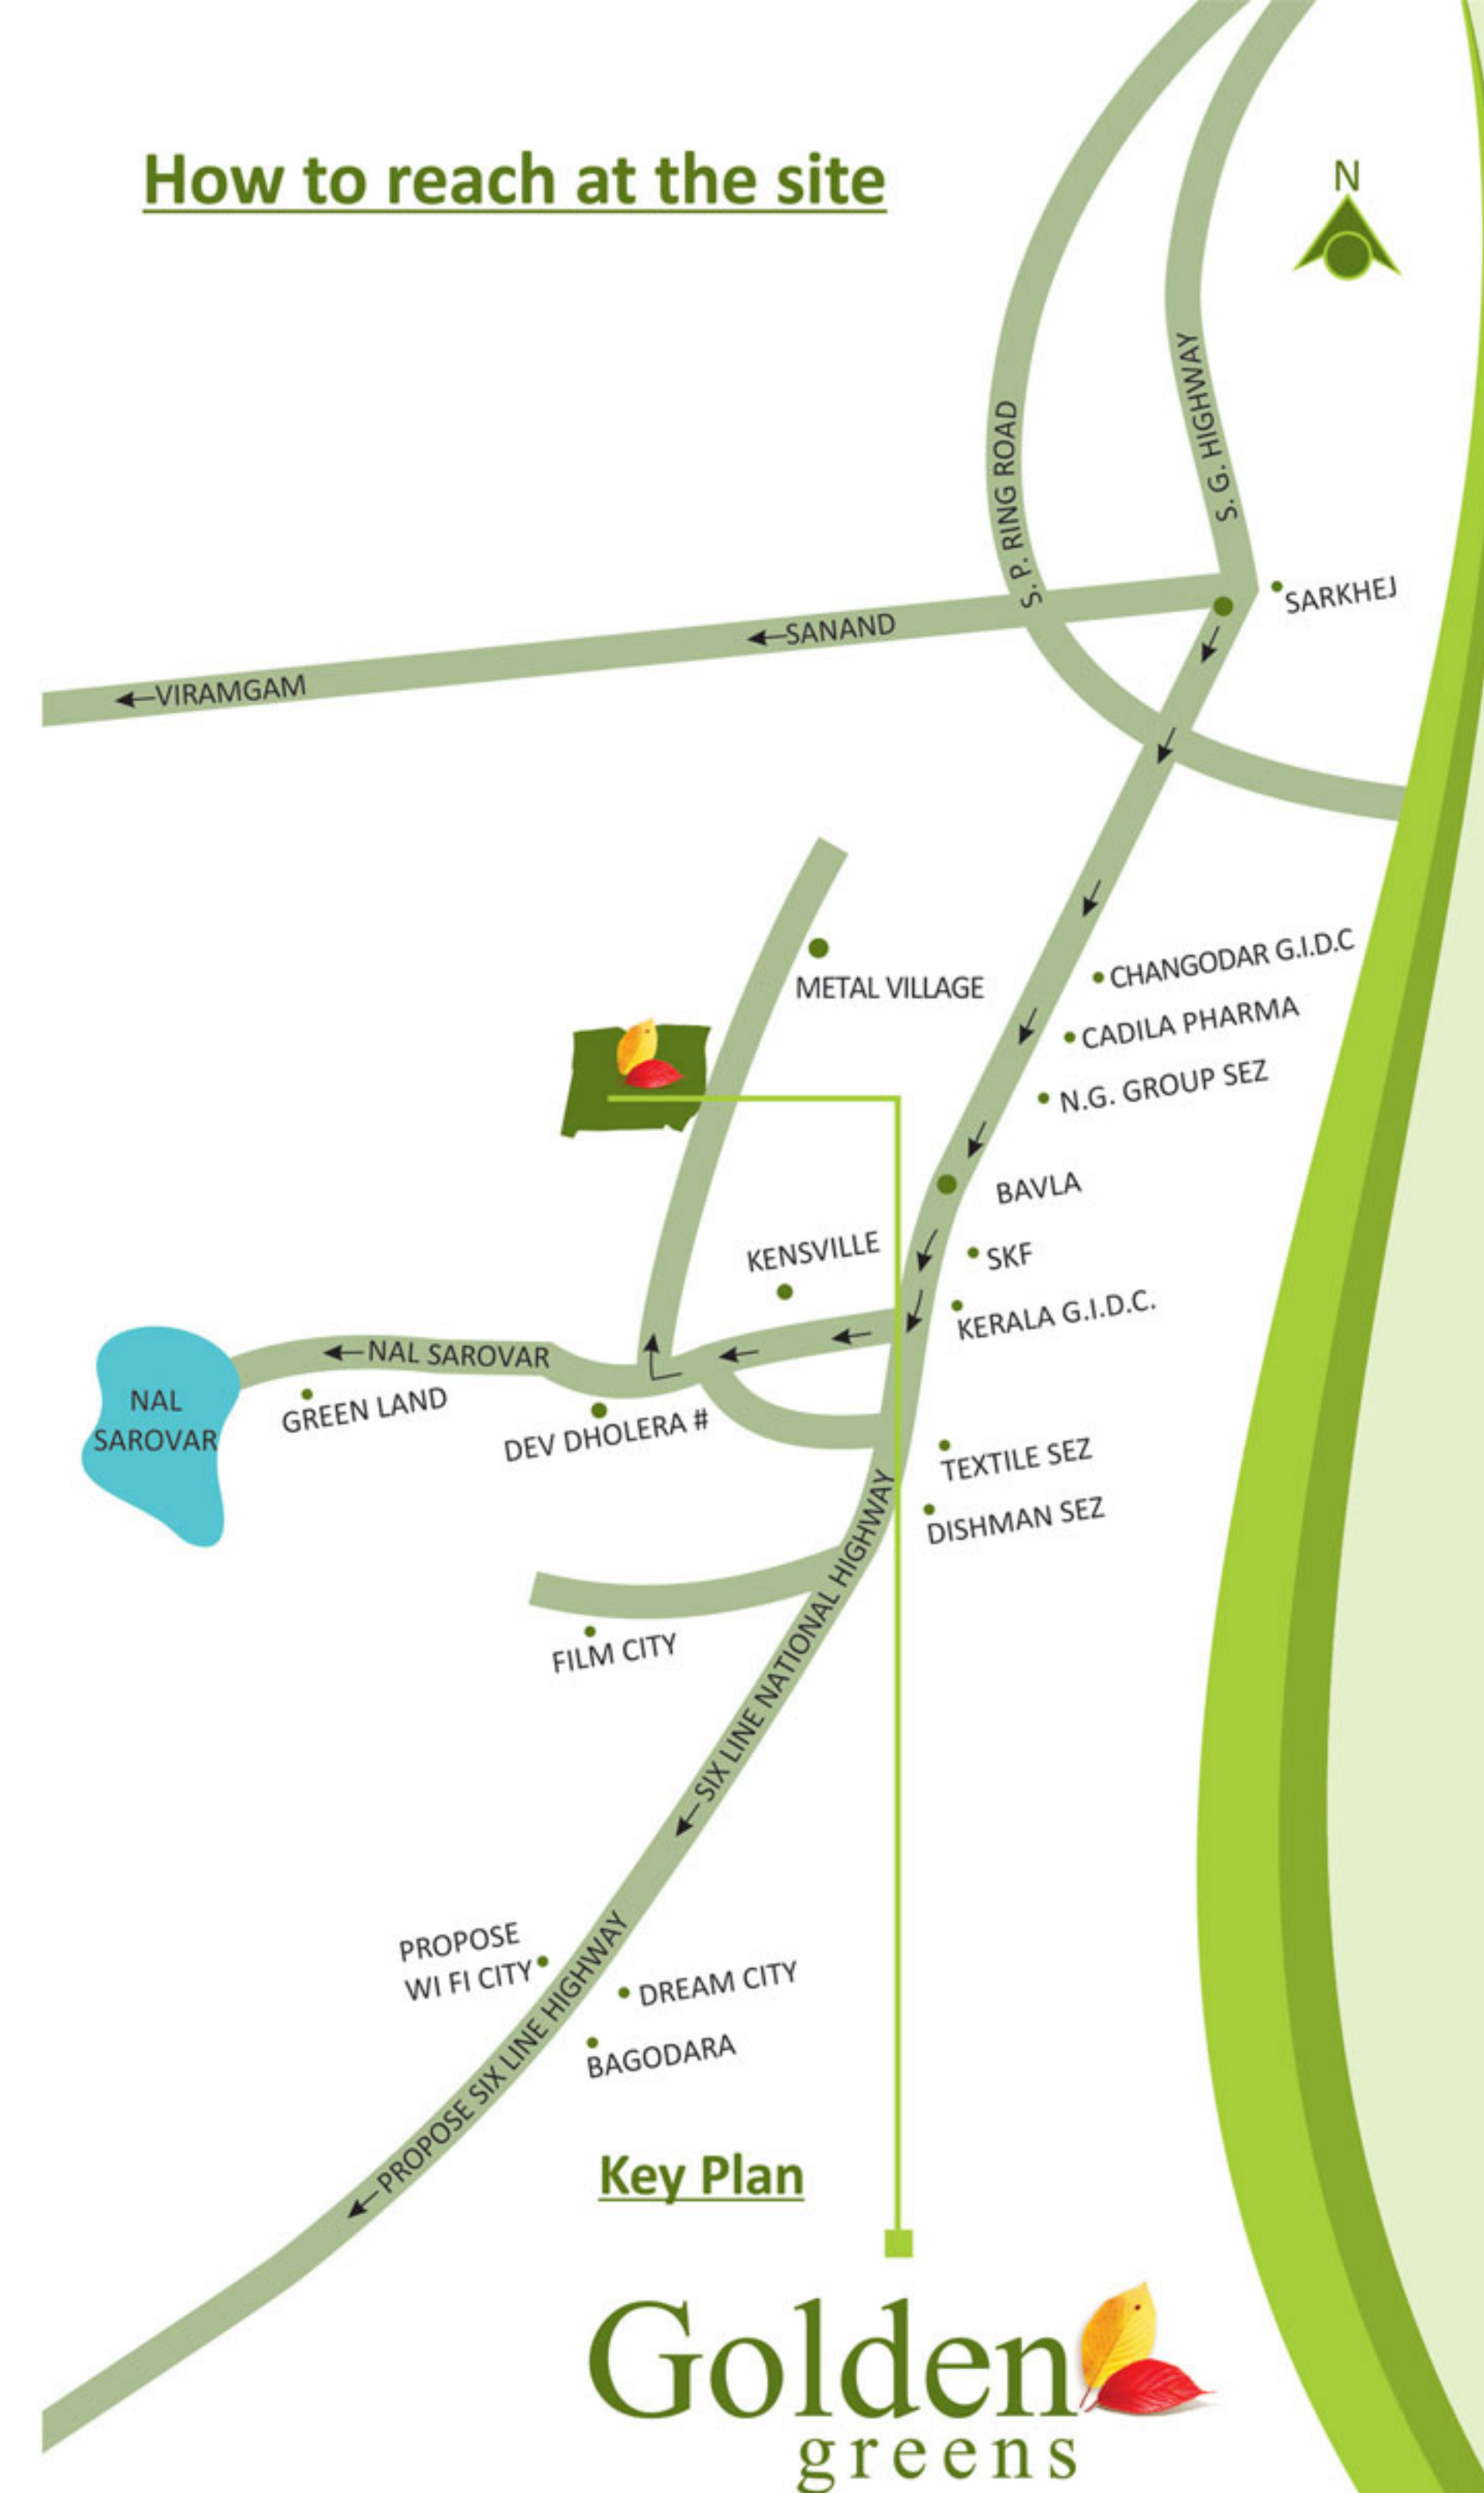 How to reach at the site
N
S. G. HIGHWAY
S. P. RING ROAD
SARKHEJ
SANAND
VIRAMGAM
CHANGODAR G.I.D.C
METAL VILLAGE
CADILA PHARMA
N.G. GROUP SEZ
BAVLA
KENSVILLE
SKF
KERALA G.I.D.C.
NAL SAROVAR
NAL
SAROVAR
GREEN LAND
DEV DHOLERA #
TEXTILE SEZ
DISHMAN SEZ
SIX LINE NATIONAL HIGHWAY
FILM CITY
PROPOSE
WI FI CITY
DREAM CITY
BAGODARA
PROPOSE SIX LINE HIGHWAY
Key Plan
Golden
greens